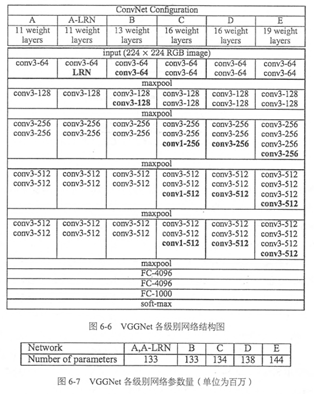 ConvNet Configuration
A A-LRN B C D E
11 weight layers 11 weight layers 13 weight layers 16 weight layers 16 weight layers 19 weight layers
input (224 × 224 RGB image)
conv3-64 conv3-64 conv3-64 conv3-64 conv3-64 conv3-64
LRN conv3-64 conv3-64 conv3-64 conv3-64
maxpool
conv3-128 conv3-128 conv3-128 conv3-128 conv3-128 conv3-128
conv3-128 conv3-128 conv3-128 conv3-128
maxpool
conv3-256 conv3-256 conv3-256 conv3-256 conv3-256 conv3-256
conv3-256 conv3-256 conv3-256 conv3-256 conv3-256 conv3-256
conv1-256 conv3-256 conv3-256
conv3-256
maxpool
conv3-512 conv3-512 conv3-512 conv3-512 conv3-512 conv3-512
conv3-512 conv3-512 conv3-512 conv3-512 conv3-512 conv3-512
conv1-512 conv3-512 conv3-512
conv3-512
maxpool
conv3-512 conv3-512 conv3-512 conv3-512 conv3-512 conv3-512
conv3-512 conv3-512 conv3-512 conv3-512 conv3-512 conv3-512
conv1-512 conv3-512 conv3-512
conv3-512
maxpool
FC-4096
FC-4096
FC-1000
soft-max
图 6-6 VGGNet 各级别网络结构图
Network A,A-LRN B C D E
Number of parameters 133 133 134 138 144
图 6-7 VGGNet 各级别网络参数量（单位为百万）